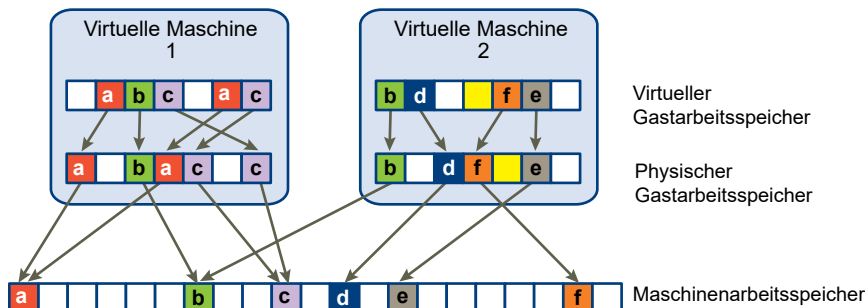 Virtuelle Maschine Virtuelle Maschine
1 2
a b c a c b d f e Virtueller
Gastarbeitsspeicher
a b a c c b d f e Physischer
Gastarbeitsspeicher
a b c d e f Maschinenarbeitsspeicher